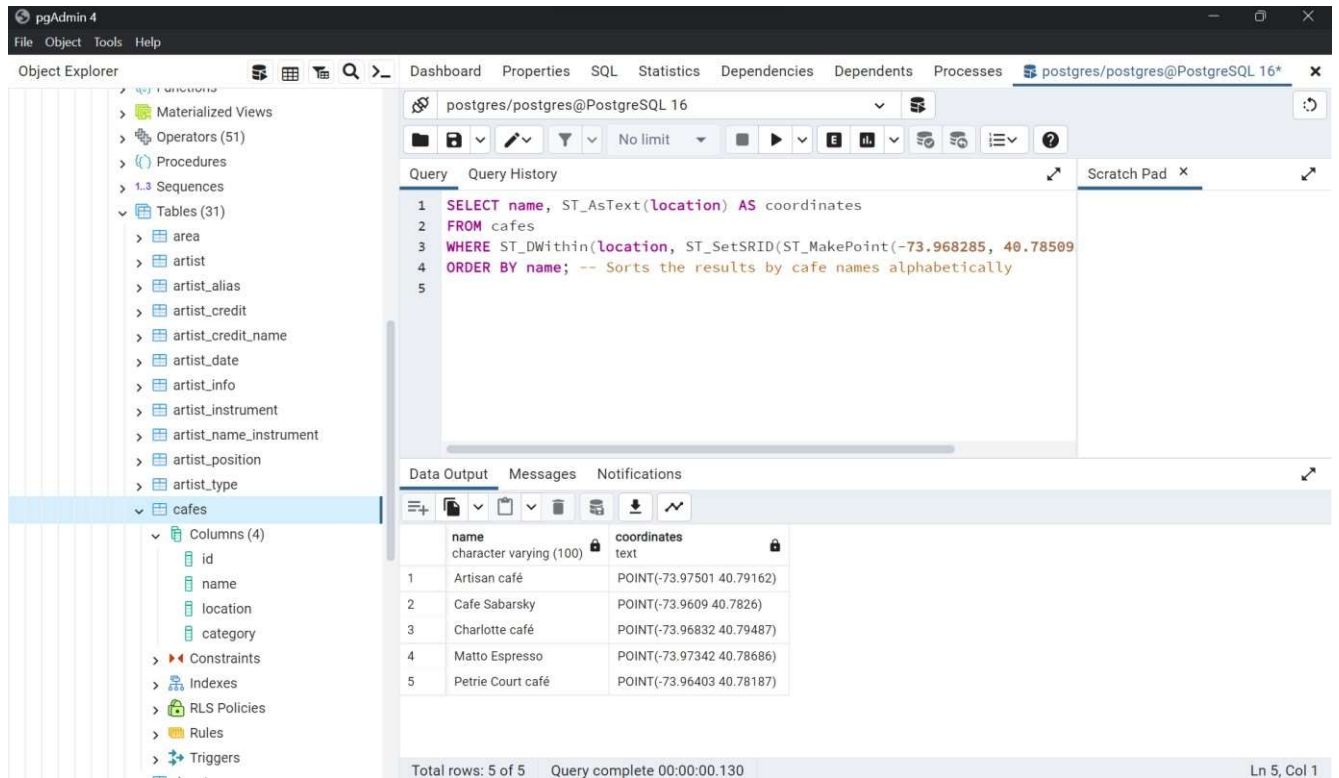 pgAdmin 4
File Object Tools Help
Object Explorer
Dashboard Properties SQL Statistics Dependencies Dependents Processes postgres/postgres@PostgreSQL 16*
Functions
Materialized Views
Operators (51)
Procedures
1..3 Sequences
Tables (31)
area
artist
artist_alias
artist_credit
artist_credit_name
artist_date
artist_info
artist_instrument
artist_name_instrument
artist_position
artist_type
cafes
Columns (4)
id
name
location
category
Constraints
Indexes
RLS Policies
Rules
Triggers
postgres/postgres@PostgreSQL 16
No limit
E
Query Query History
Scratch Pad
1 SELECT name, ST_AsText(location) AS coordinates
2 FROM cafes
3 WHERE ST_DWithin(location, ST_SetSRID(ST_MakePoint(-73.968285, 40.78509
4 ORDER BY name; -- Sorts the results by cafe names alphabetically
5
Data Output Messages Notifications
name coordinates
character varying (100) text
1 Artisan café POINT(-73.97501 40.79162)
2 Cafe Sabarsky POINT(-73.9609 40.7826)
3 Charlotte café POINT(-73.96832 40.79487)
4 Matto Espresso POINT(-73.97342 40.78686)
5 Petrie Court café POINT(-73.96403 40.78187)
Total rows: 5 of 5 Query complete 00:00:00.130 Ln 5, Col 1